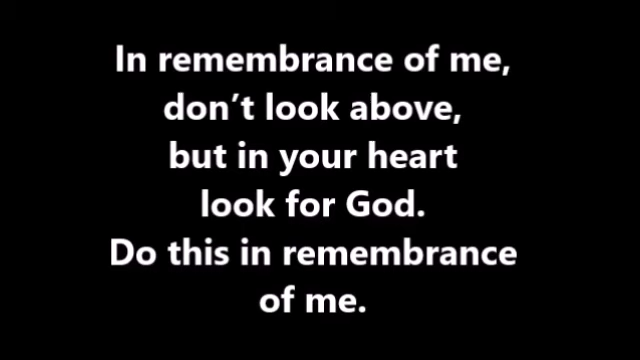 In remembrance of me,
don’t look above,
but in your heart
look for God.
Do this in remembrance
of me.